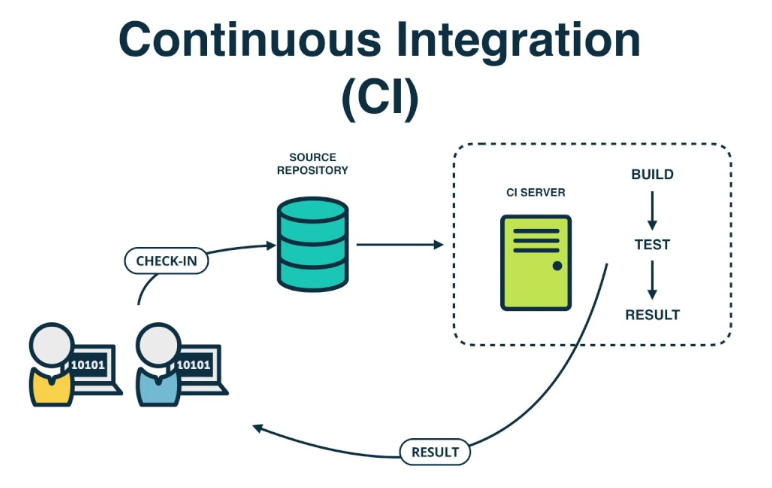 Continuous Integration
(CI)
SOURCE
REPOSITORY
CI SERVER
BUILD
TEST
RESULT
CHECK-IN
10101
10101
RESULT